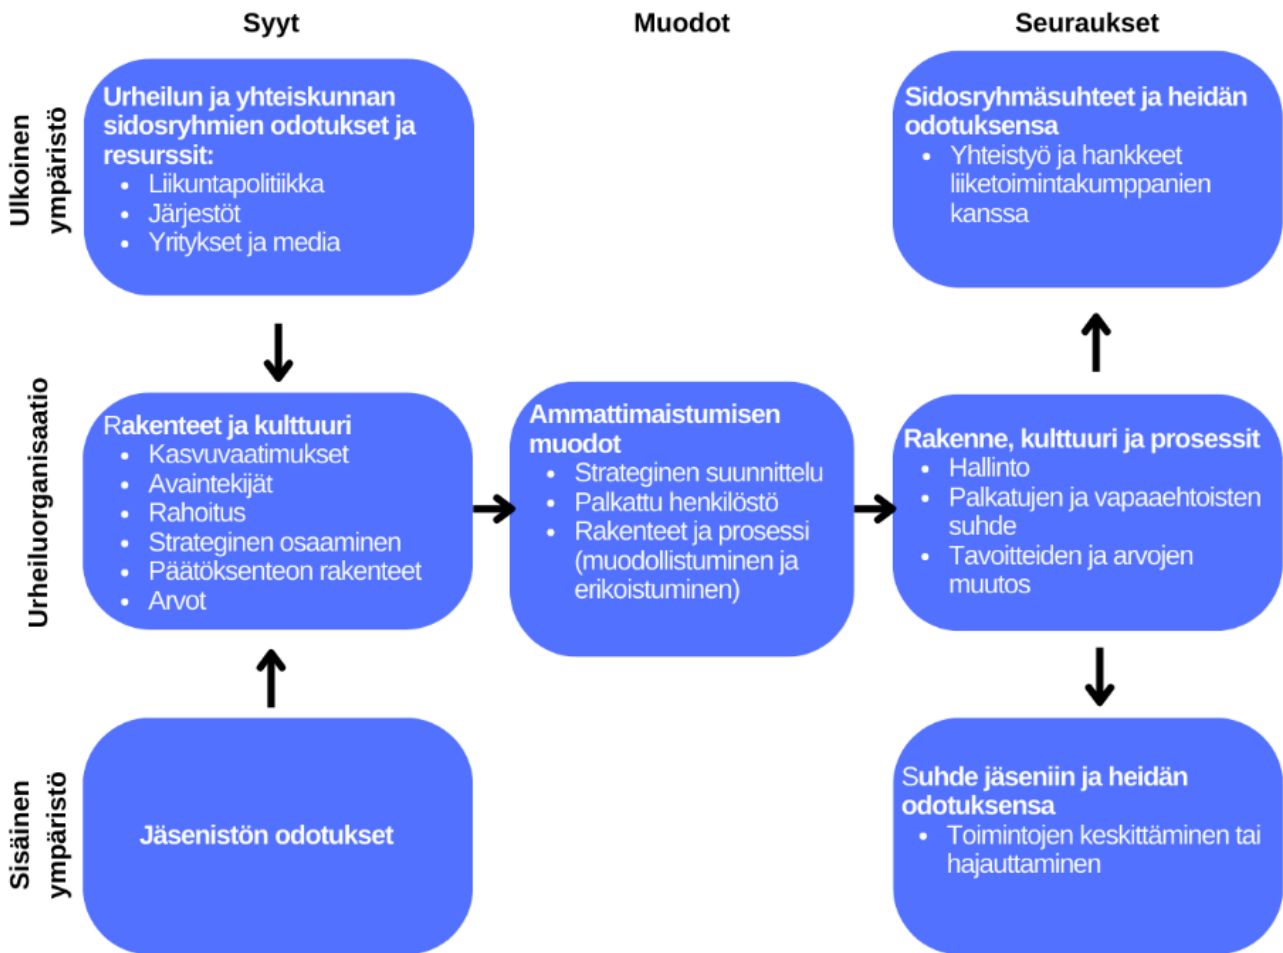 Syyt
Muodot
Seuraukset
Ulkoinen
ympäristö
Urheilun ja yhteiskunnan
sidosryhmien odotukset ja
resurssit:
• Liikuntapolitiikka
• Järjestöt
• Yritykset ja media
Sidosryhmäsuhteet ja heidän
odotuksensa
• Yhteistyö ja hankkeet
liiketoimintakumppanien
kanssa
Urheiluorganisaatio
Rakenteet ja kulttuuri
• Kasvuvaatimukset
• Avaintekijät
• Rahoitus
• Strateginen osaaminen
• Päätöksenteon rakenteet
• Arvot
Ammattimaistumisen
muodot
• Strateginen suunnittelu
• Palkattu henkilöstö
• Rakenteet ja prosessi
(muodollistuminen ja
erikoistuminen)
Rakenne, kulttuuri ja prosessit
• Hallinto
• Palkatujen ja vapaaehtoisten
suhde
• Tavoitteiden ja arvojen
muutos
Sisäinen
ympäristö
Jäsenistön odotukset
Suhde jäseniin ja heidän
odotuksensa
• Toimintojen keskittäminen tai
hajauttaminen